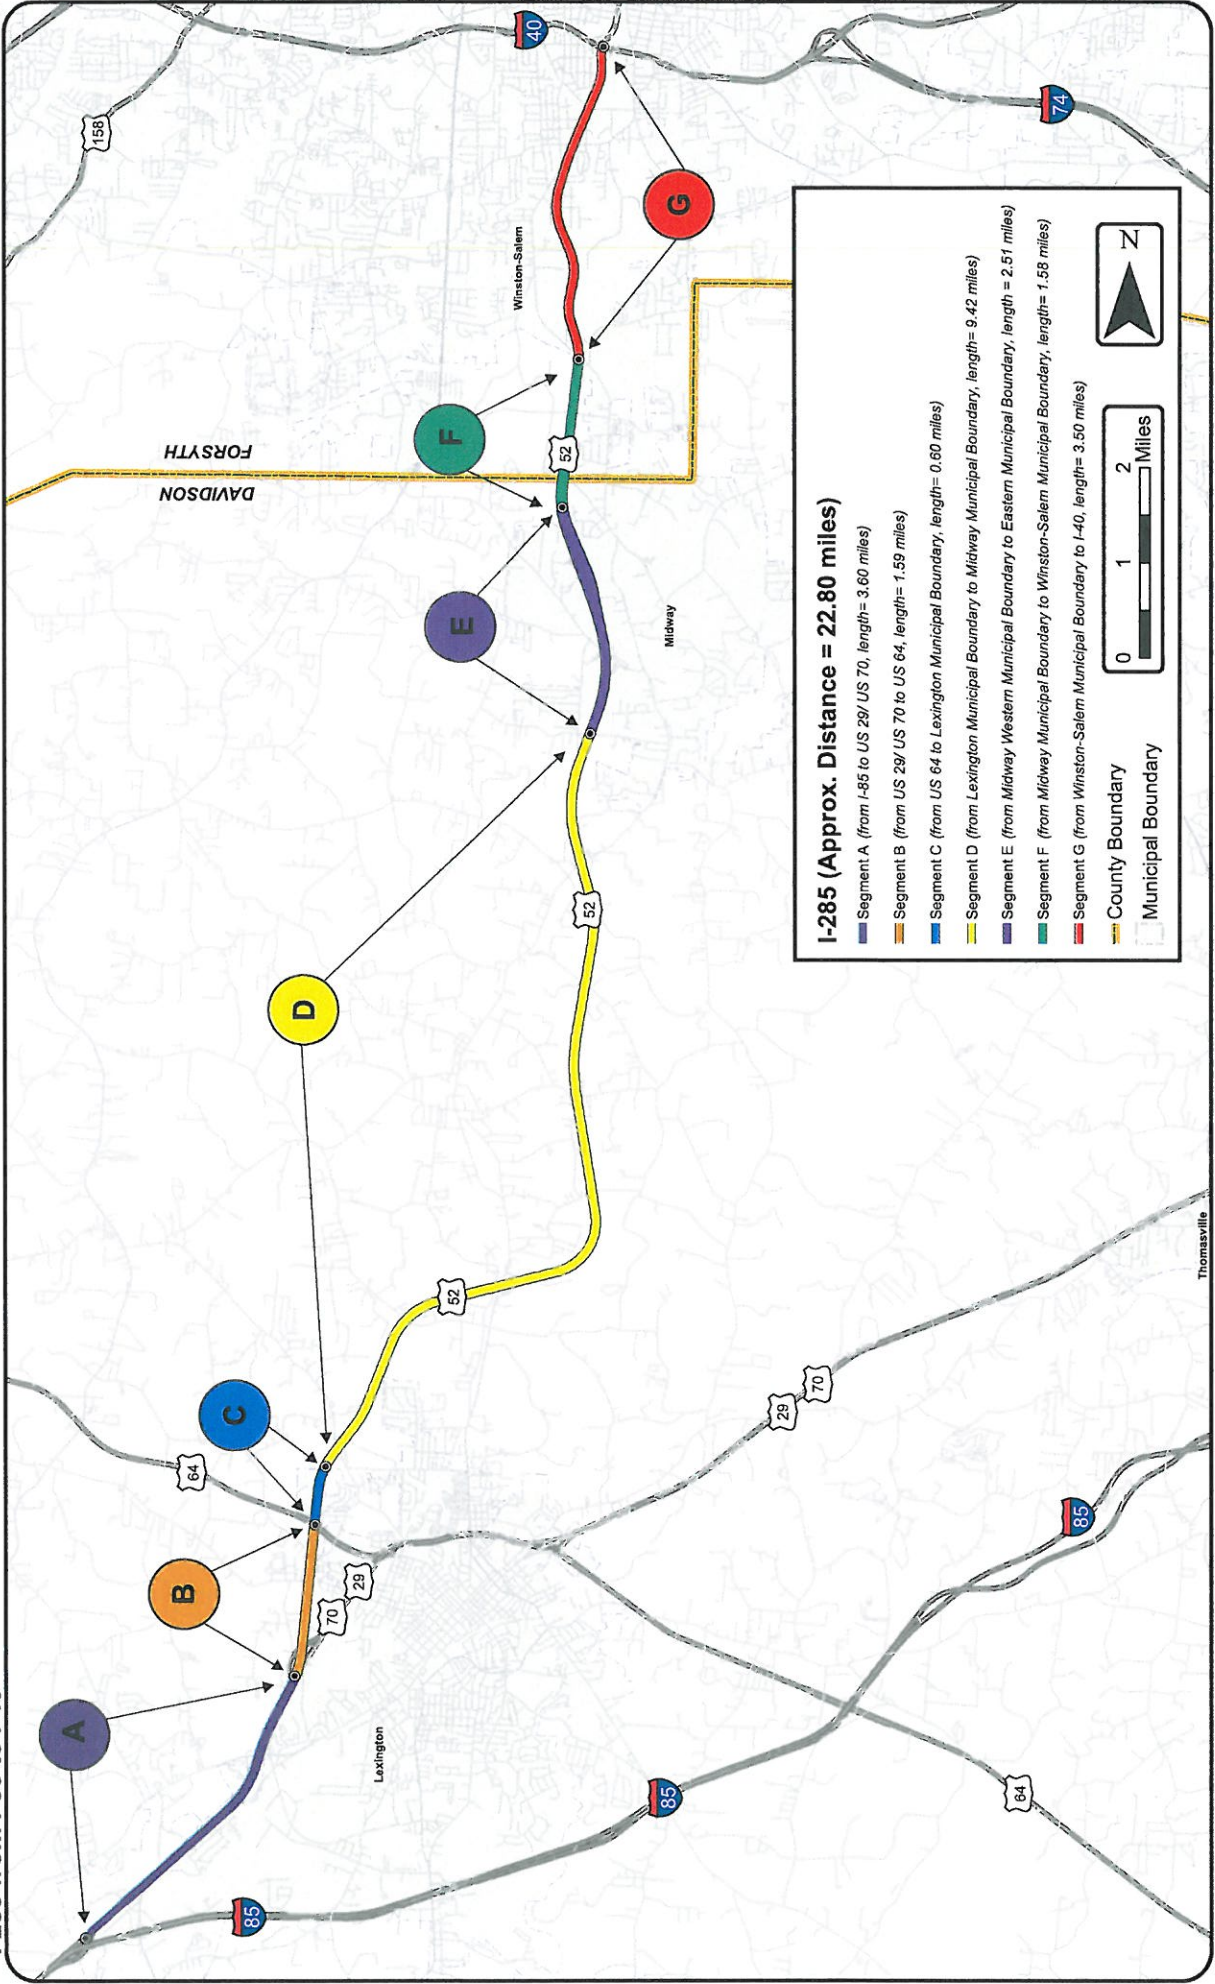 158
40
74
G
Winston-Salem
F
FORSYTH
DAVIDSON
52
E
Midway
D
52
52
C
64
B
29
70
A
Lexington
85
85
85
29
70
64
Thomasville
I-285 (Approx. Distance = 22.80 miles)
Segment A (from I-85 to US 29/ US 70, length= 3.60 miles)
Segment B (from US 29/ US 70 to US 64, length= 1.59 miles)
Segment C (from US 64 to Lexington Municipal Boundary, length= 0.60 miles)
Segment D (from Lexington Municipal Boundary to Midway Municipal Boundary, length= 9.42 miles)
Segment E (from Midway Western Municipal Boundary to Eastern Municipal Boundary, length = 2.51 miles)
Segment F (from Midway Municipal Boundary to Winston-Salem Municipal Boundary, length= 1.58 miles)
Segment G (from Winston-Salem Municipal Boundary to I-40, length= 3.50 miles)
County Boundary
Municipal Boundary
0 1 2
Miles
N